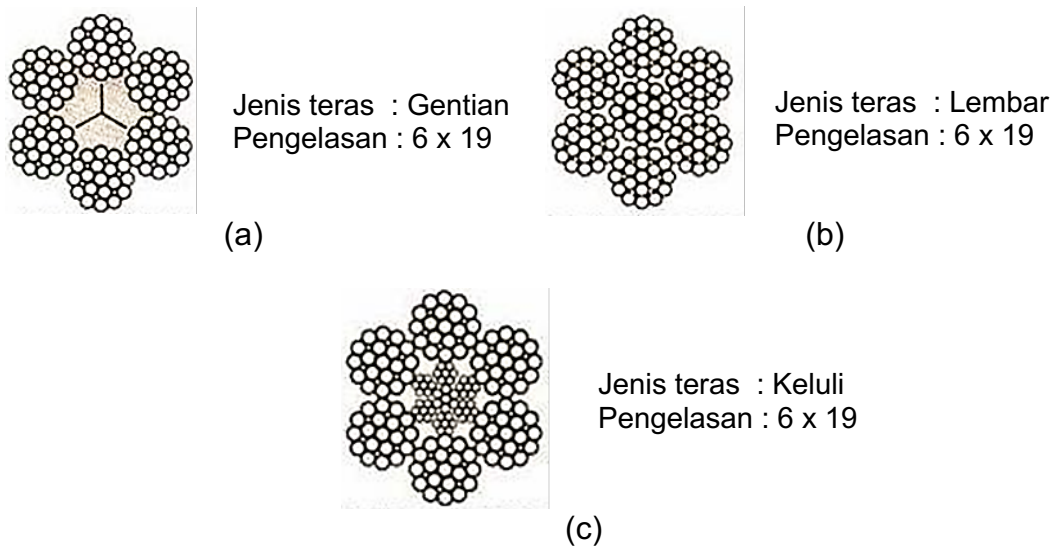 Jenis teras : Gentian
Pengelasan : 6 x 19
(a)
Jenis teras : Lembar
Pengelasan : 6 x 19
(b)
Jenis teras : Keluli
Pengelasan : 6 x 19
(c)